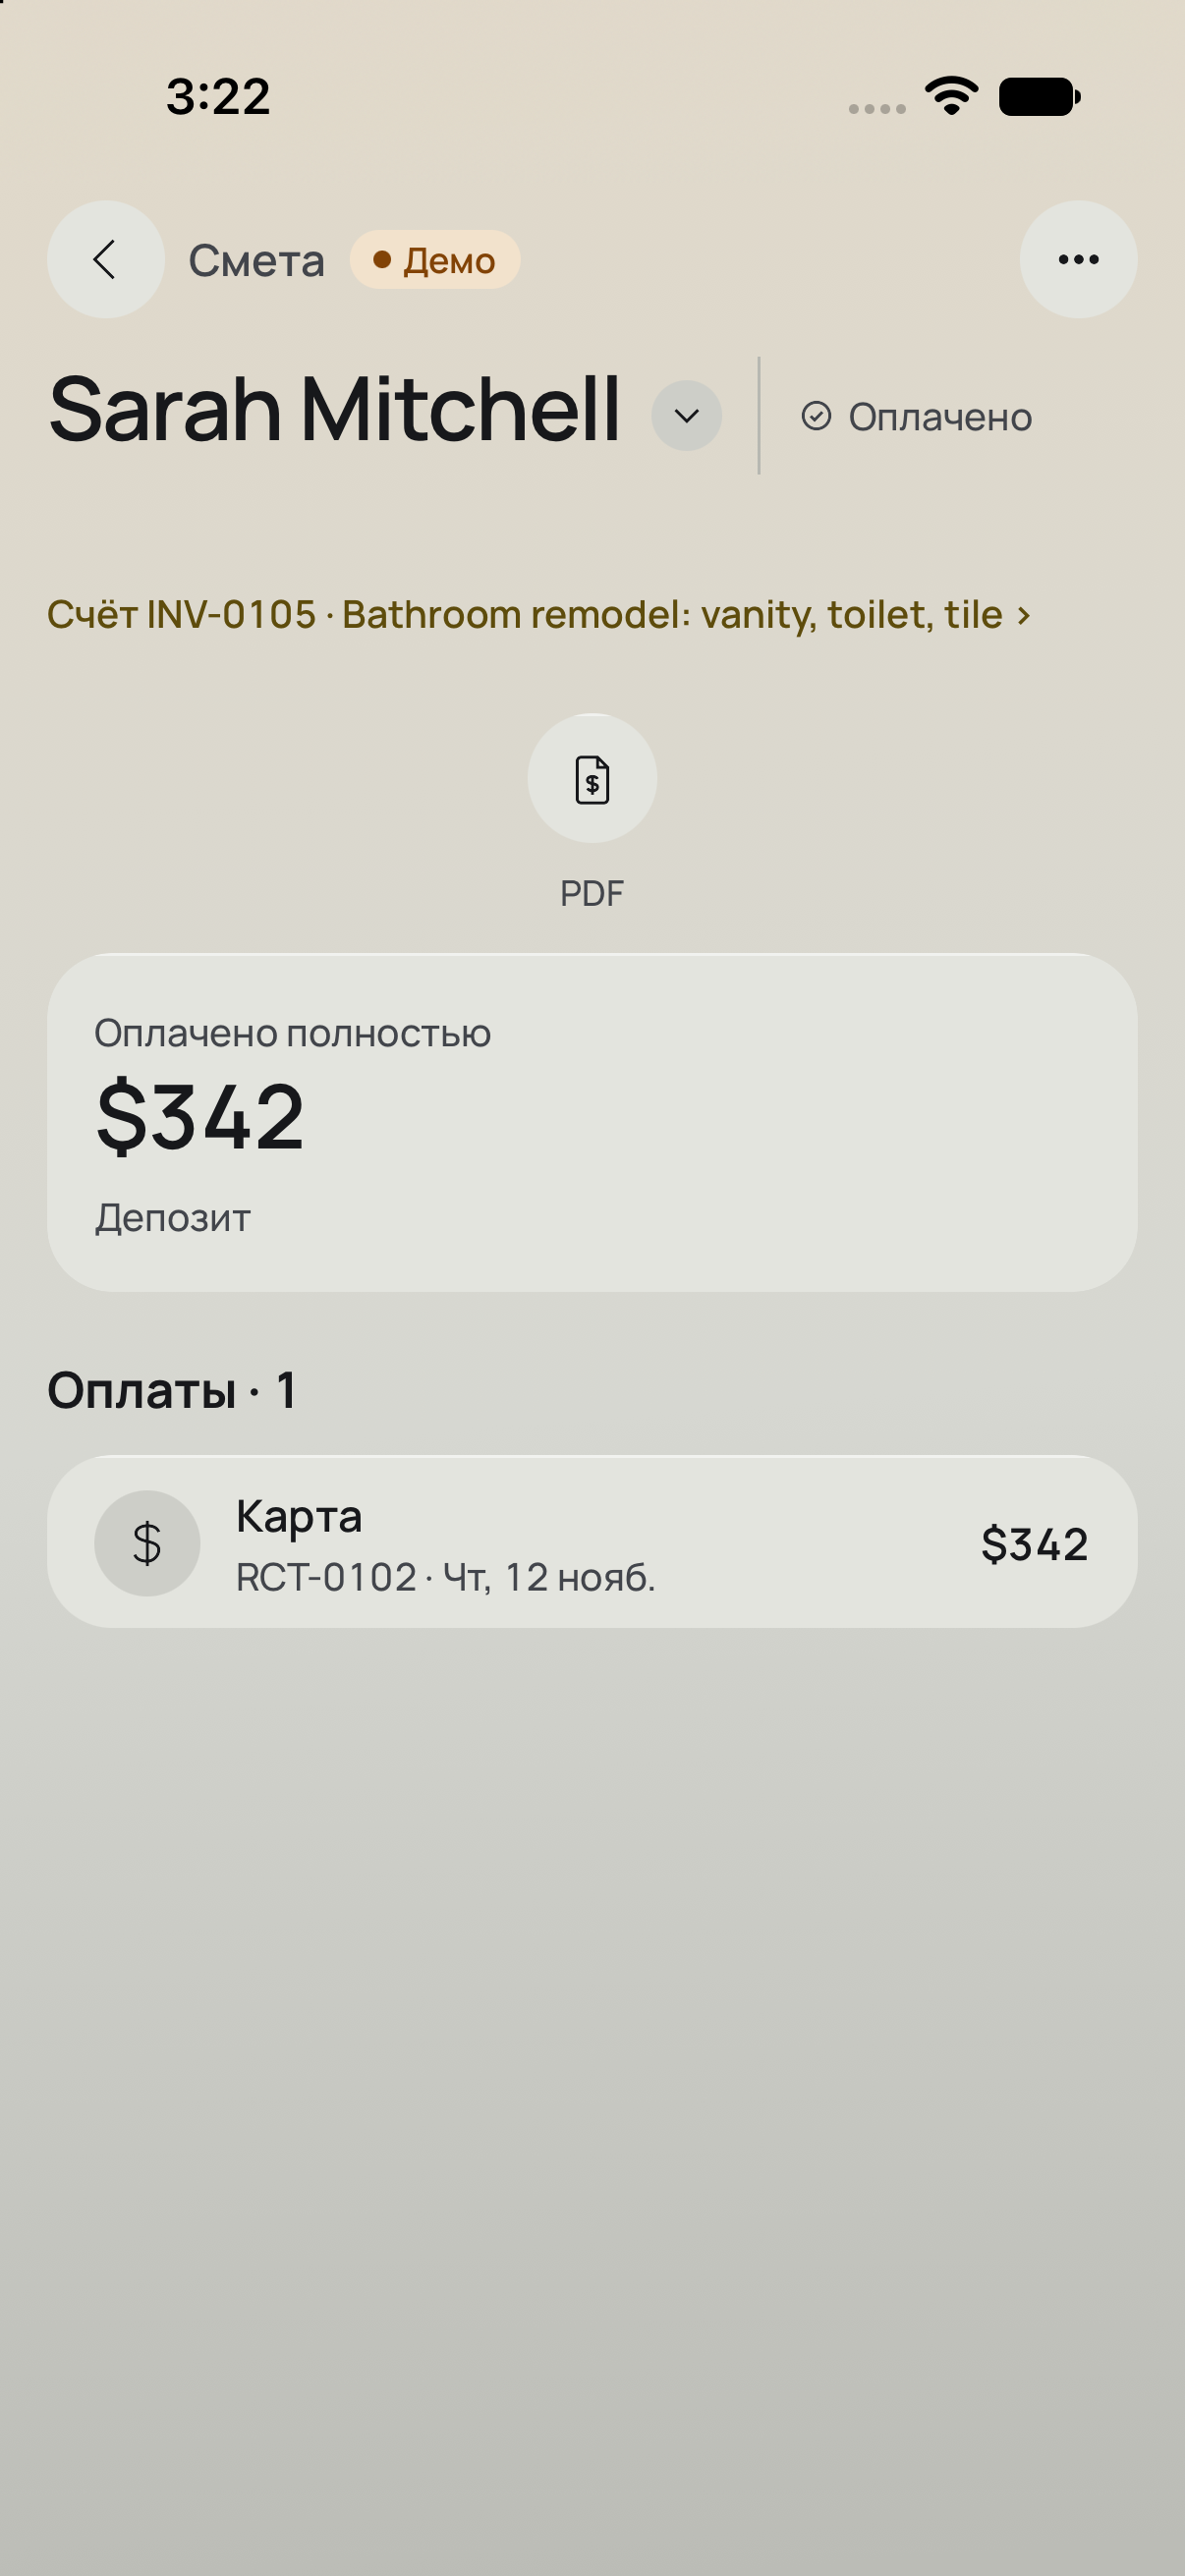 3:22
Смета
Демо
Sarah Mitchell
Оплачено
Счёт INV-0105 · Bathroom remodel: vanity, toilet, tile ›
$
PDF
Оплачено полностью
$342
Депозит
Оплаты · 1
$
Карта
RCT-0102 · Чт, 12 нояб.
$342